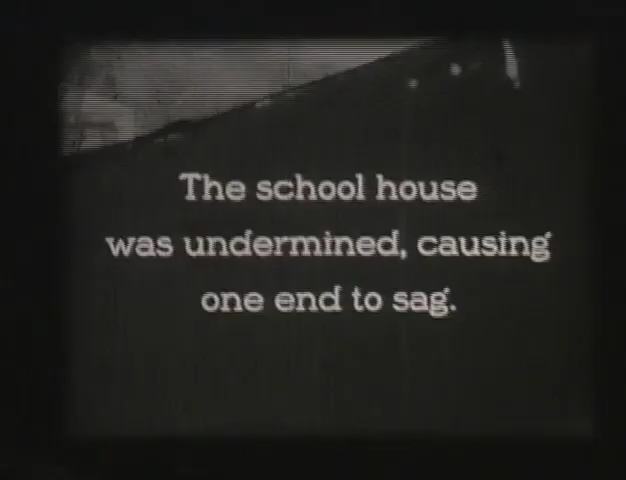 The school house
was undermined, causing
one end to sag.